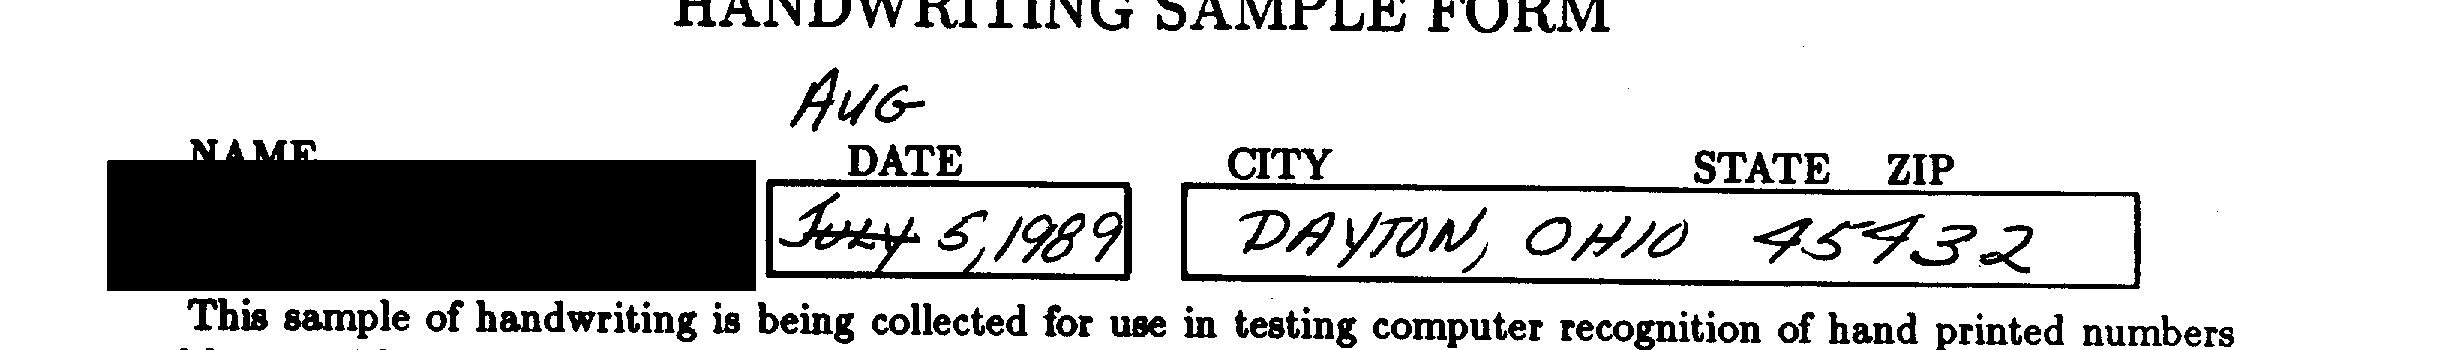 HANDWRITING SAMPLE FORM
AUG
NAME DATE CITY STATE ZIP
July 5, 1989 DAYTON, OHIO 45432
This sample of handwriting is being collected for use in testing computer recognition of hand printed numbers